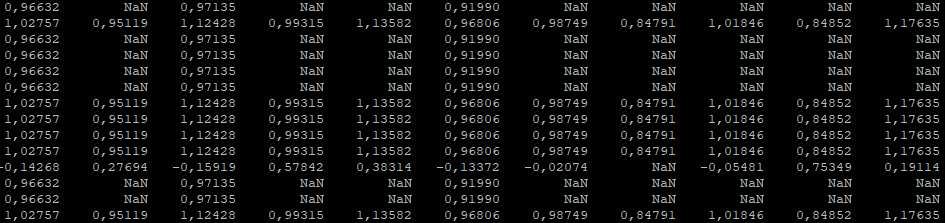 0,96632 NaN 0,97135 NaN NaN 0,91990 NaN NaN NaN NaN NaN
1,02757 0,95119 1,12428 0,99315 1,13582 0,96806 0,98749 0,84791 1,01846 0,84852 1,17635
0,96632 NaN 0,97135 NaN NaN 0,91990 NaN NaN NaN NaN NaN
0,96632 NaN 0,97135 NaN NaN 0,91990 NaN NaN NaN NaN NaN
0,96632 NaN 0,97135 NaN NaN 0,91990 NaN NaN NaN NaN NaN
0,96632 NaN 0,97135 NaN NaN 0,91990 NaN NaN NaN NaN NaN
1,02757 0,95119 1,12428 0,99315 1,13582 0,96806 0,98749 0,84791 1,01846 0,84852 1,17635
1,02757 0,95119 1,12428 0,99315 1,13582 0,96806 0,98749 0,84791 1,01846 0,84852 1,17635
1,02757 0,95119 1,12428 0,99315 1,13582 0,96806 0,98749 0,84791 1,01846 0,84852 1,17635
1,02757 0,95119 1,12428 0,99315 1,13582 0,96806 0,98749 0,84791 1,01846 0,84852 1,17635
-0,14268 0,27694 -0,15919 0,57842 0,38314 -0,13372 -0,02074 NaN -0,05481 0,75349 0,19114
0,96632 NaN 0,97135 NaN NaN 0,91990 NaN NaN NaN NaN NaN
0,96632 NaN 0,97135 NaN NaN 0,91990 NaN NaN NaN NaN NaN
1,02757 0,95119 1,12428 0,99315 1,13582 0,96806 0,98749 0,84791 1,01846 0,84852 1,17635